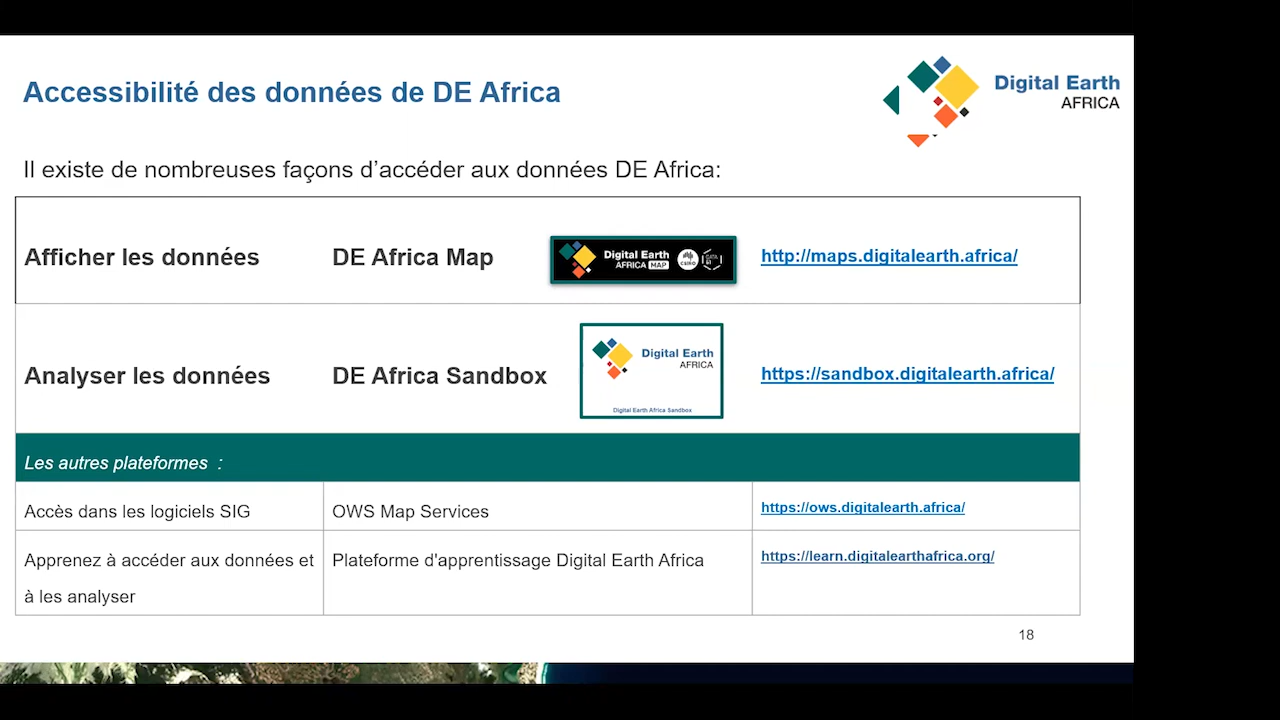 Accessibilité des données de DE Africa
Digital Earth
AFRICA
Il existe de nombreuses façons d’accéder aux données DE Africa:
Afficher les données
DE Africa Map
Digital Earth
AFRICA MAP
CSIRO
DATA
61
http://maps.digitalearth.africa/
Analyser les données
DE Africa Sandbox
Digital Earth
AFRICA
Digital Earth Africa Sandbox
https://sandbox.digitalearth.africa/
Les autres plateformes :
Accès dans les logiciels SIG
OWS Map Services
https://ows.digitalearth.africa/
Apprenez à accéder aux données et
à les analyser
Plateforme d'apprentissage Digital Earth Africa
https://learn.digitalearthafrica.org/
18